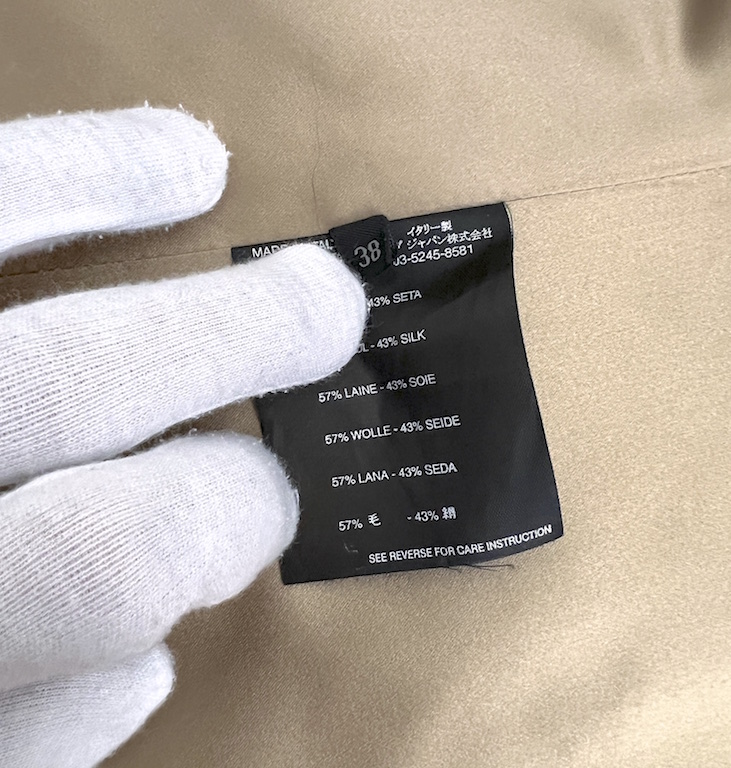 38
イタリー製
ジャパン株式会社
03-5245-8581
43% SETA
- 43% SILK
57% LAINE - 43% SOIE
57% WOLLE - 43% SEIDE
57% LANA - 43% SEDA
57% 毛 - 43% 絹
SEE REVERSE FOR CARE INSTRUCTION